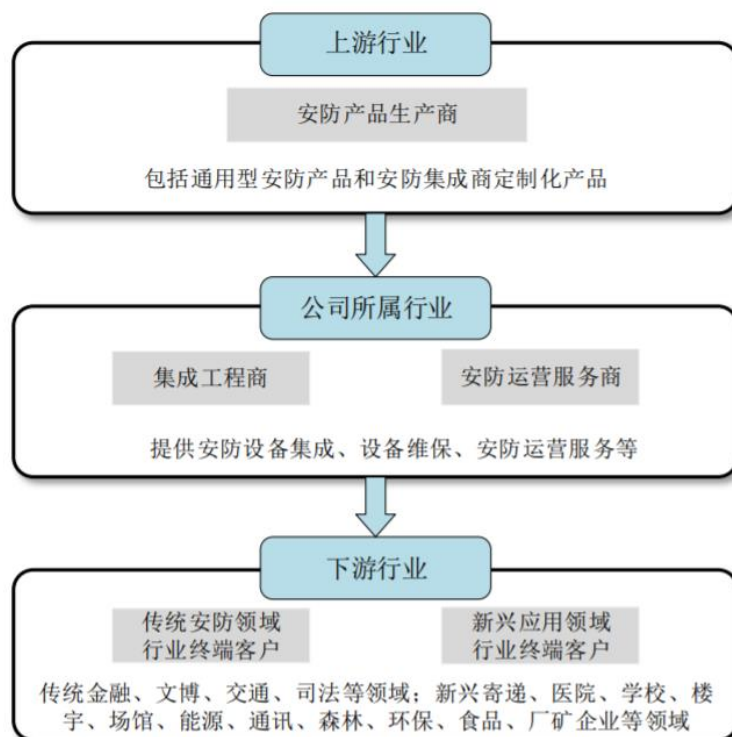 上游行业
安防产品生产商
包括通用型安防产品和安防集成商定制化产品
公司所属行业
集成工程商
安防运营服务商
提供安防设备集成、设备维保、安防运营服务等
下游行业
传统安防领域
行业终端客户
新兴应用领域
行业终端客户
传统金融、文博、交通、司法等领域；新兴寄递、医院、学校、楼
宇、场馆、能源、通讯、森林、环保、食品、厂矿企业等领域